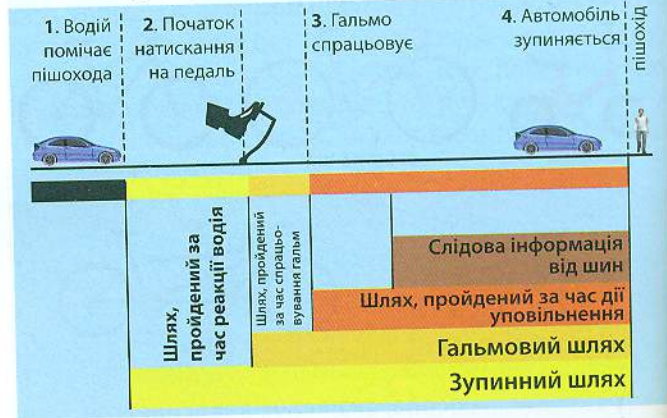 1. Водій
помічає
пішохода
2. Початок
натискання
на педаль
3. Гальмо
спрацьовує
4. Автомобіль
зупиняється
пішохід
Шлях,
пройдений за
час реакції водія
Шлях, пройдений
за час спрацьо-
вування гальм
Слідова інформація
від шин
Шлях, пройдений за час дії
уповільнення
Гальмовий шлях
Зупинний шлях